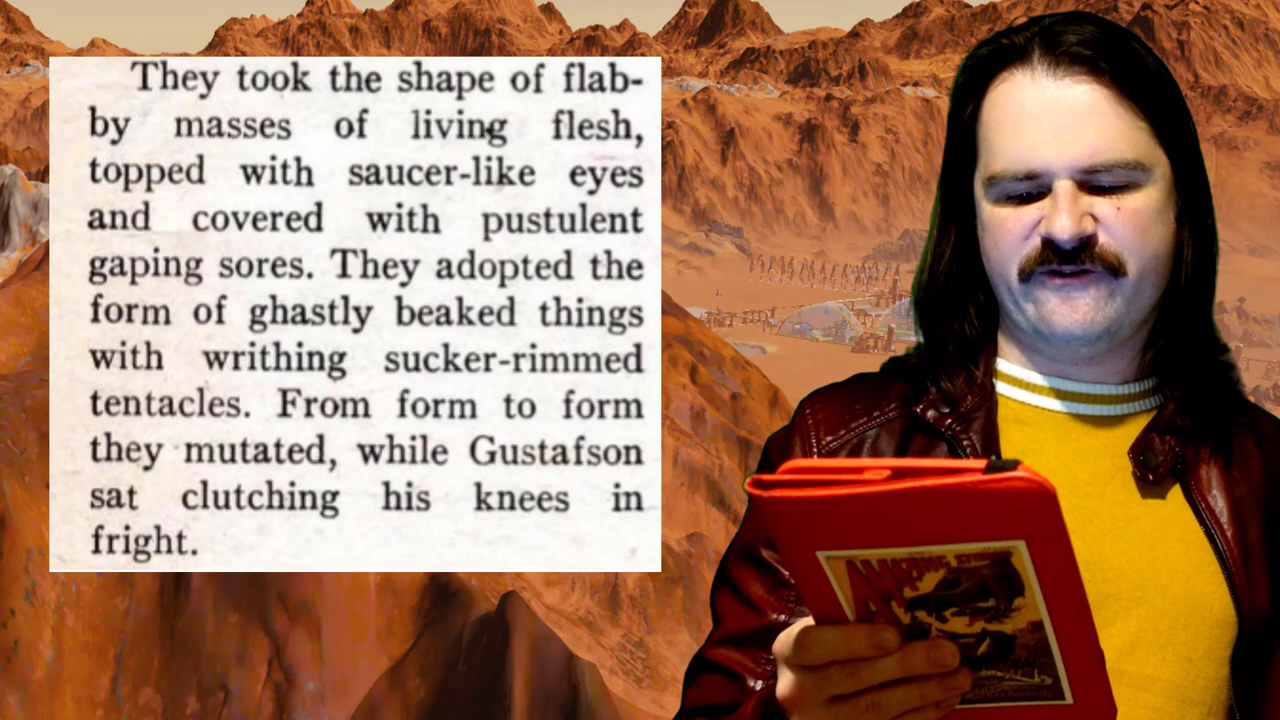 They took the shape of flab-
by masses of living flesh,
topped with saucer-like eyes
and covered with pustulent
gaping sores. They adopted the
form of ghastly beaked things
with writhing sucker-rimmed
tentacles. From form to form
they mutated, while Gustafson
sat clutching his knees in
fright.
AMAZING